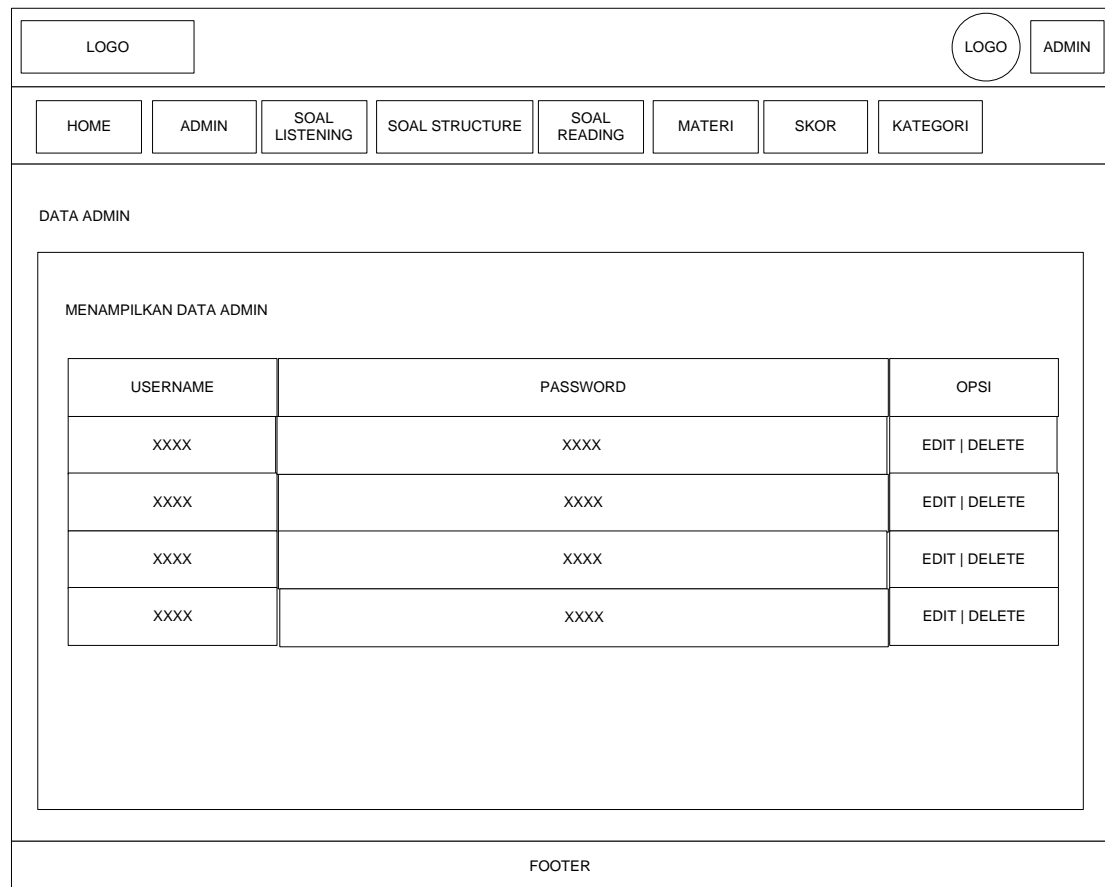 LOGO
LOGO
ADMIN
HOME
ADMIN
SOAL
LISTENING
SOAL STRUCTURE
SOAL
READING
MATERI
SKOR
KATEGORI
DATA ADMIN
MENAMPILKAN DATA ADMIN
USERNAME
PASSWORD
OPSI
XXXX
XXXX
EDIT | DELETE
XXXX
XXXX
EDIT | DELETE
XXXX
XXXX
EDIT | DELETE
XXXX
XXXX
EDIT | DELETE
FOOTER